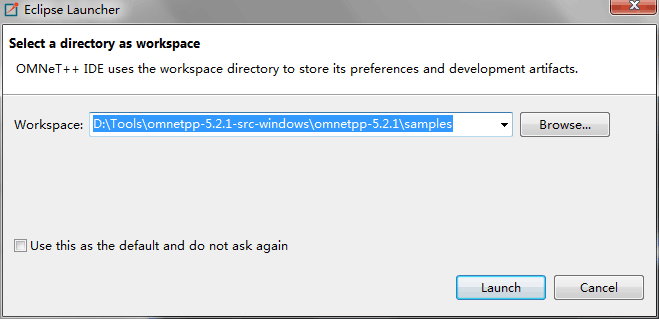 Eclipse Launcher
Select a directory as workspace
OMNeT++ IDE uses the workspace directory to store its preferences and development artifacts.
Workspace: D:\Tools\omnetpp-5.2.1-src-windows\omnetpp-5.2.1\samples Browse...
Use this as the default and do not ask again
Launch Cancel